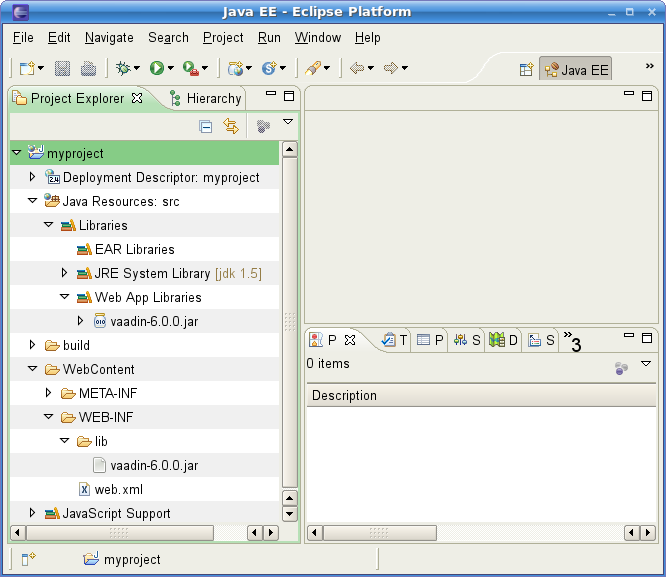 Java EE - Eclipse Platform
File Edit Navigate Search Project Run Window Help
Java EE »
Project Explorer Hierarchy
myproject
2.4 Deployment Descriptor: myproject
Java Resources: src
Libraries
EAR Libraries
JRE System Library [jdk 1.5]
Web App Libraries
010 vaadin-6.0.0.jar
build
WebContent
META-INF
WEB-INF
lib
vaadin-6.0.0.jar
X web.xml
JavaScript Support
P T P S D S »3
0 items
Description
myproject